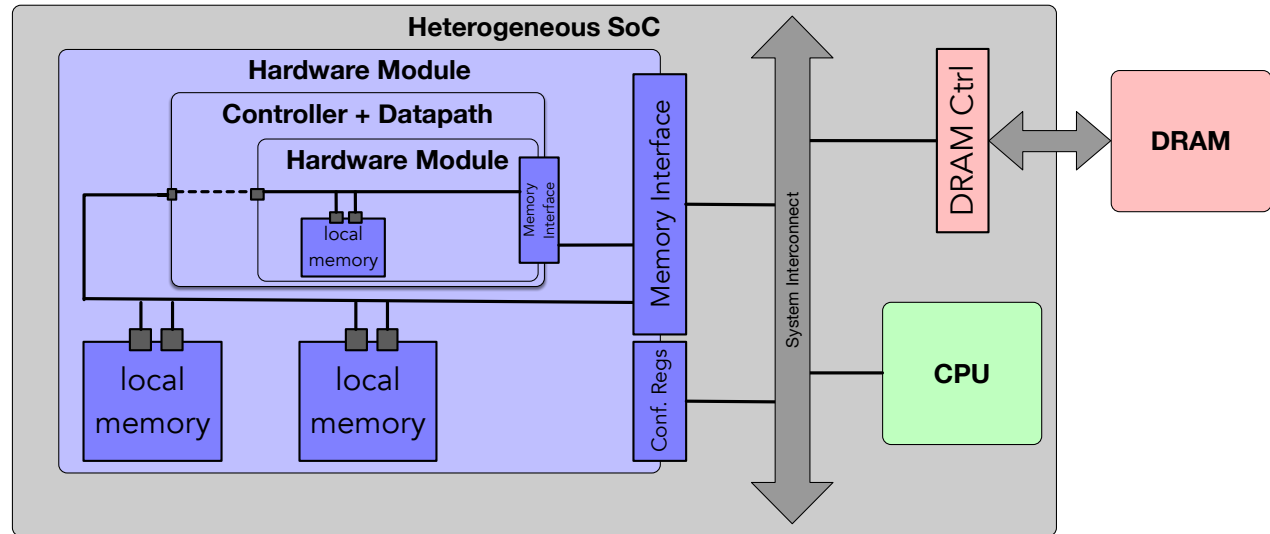 Heterogeneous SoC
Hardware Module
Controller + Datapath
Hardware Module
Memory
Interface
local
memory
Memory Interface
local
memory
local
memory
Conf. Regs
System Interconnect
DRAM Ctrl
DRAM
CPU